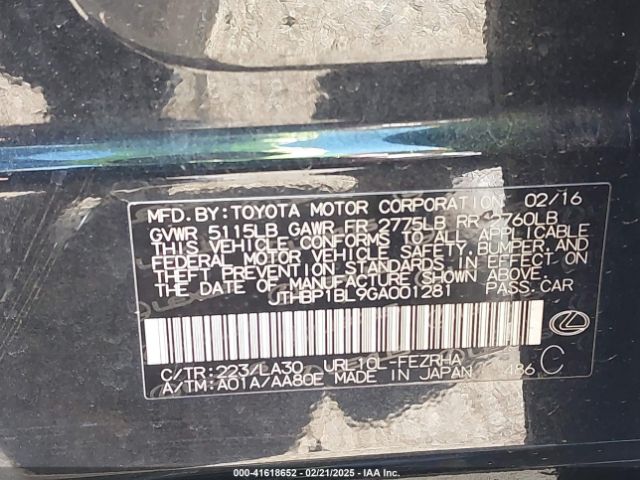 MFD.BY:TOYOTA MOTOR CORPORATION 02/16
GVWR 5115LB GAWR FR 2775LB RR 2760LB
THIS VEHICLE CONFORMS TO ALL APPLICABLE
FEDERAL MOTOR VEHICLE SAFETY, BUMPER, AND
THEFT PREVENTION STANDARDS IN EFFECT ON
THE DATE OF MANUFACTURE SHOWN ABOVE.
JTHBP1BL9GA001281 PASS.CAR
C/TR:223/LA30 URL10L-FEZRHA
A/TM:A01A/AA80E MADE IN JAPAN 486 C
000-41618652 - 02/21/2025 - IAA Inc.